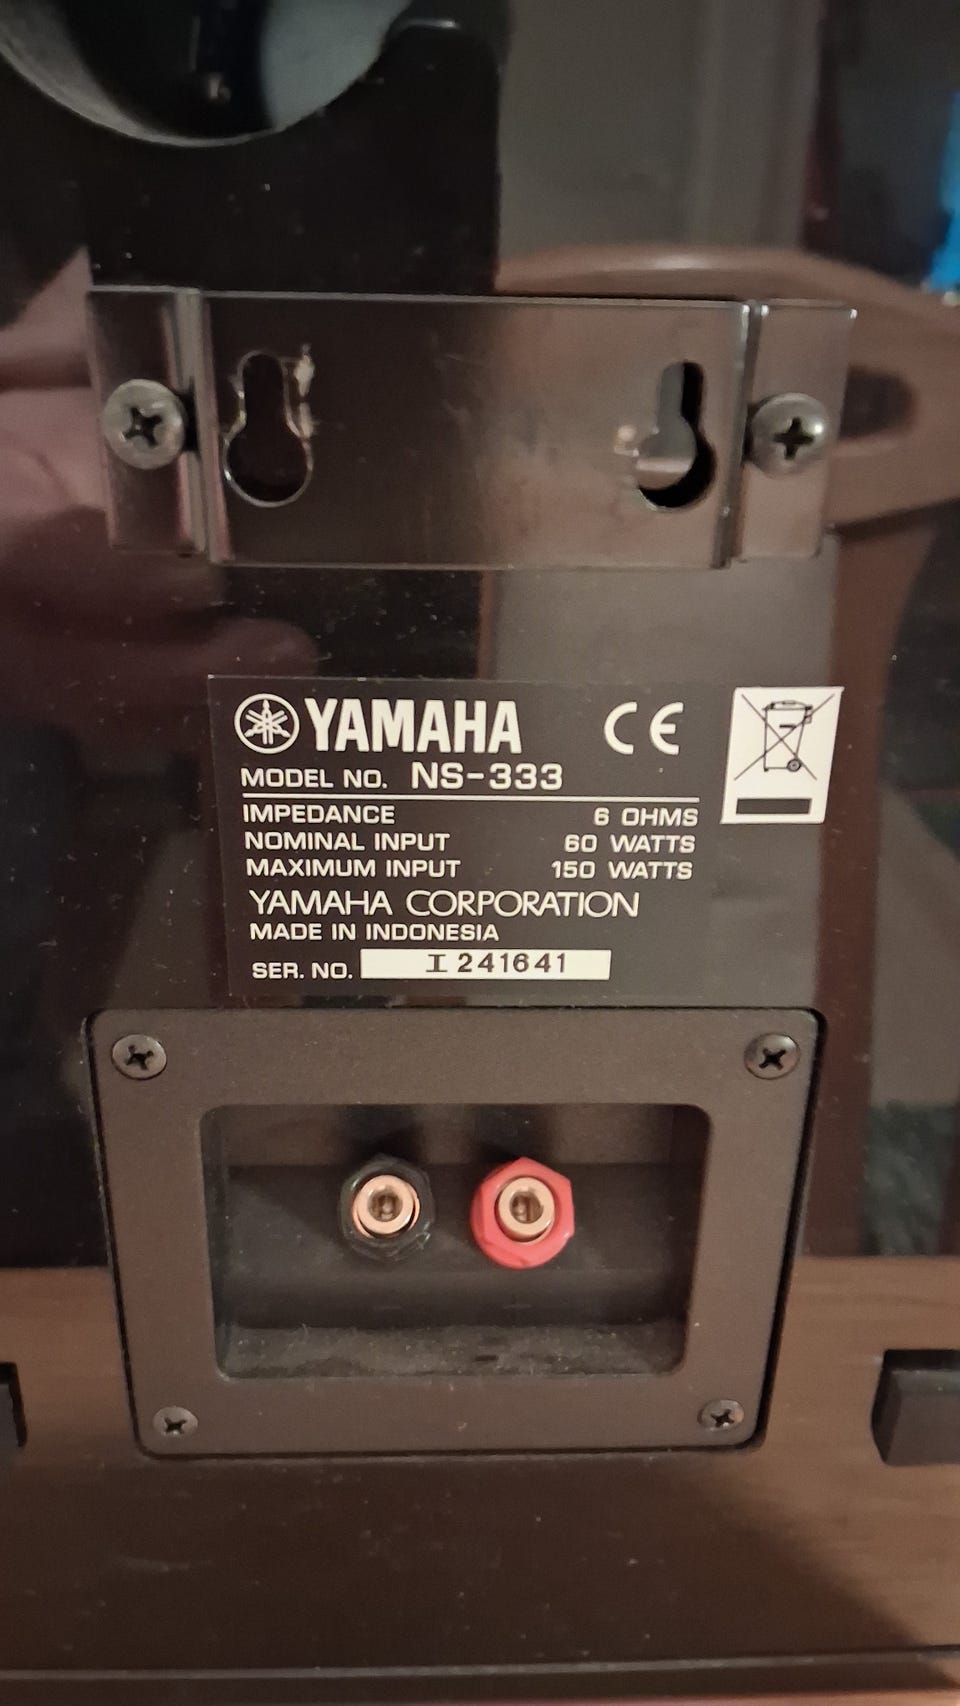 YAMAHA CE
MODEL NO. NS-333
IMPEDANCE 6 OHMS
NOMINAL INPUT 60 WATTS
MAXIMUM INPUT 150 WATTS
YAMAHA CORPORATION
MADE IN INDONESIA
SER. NO. I 241641